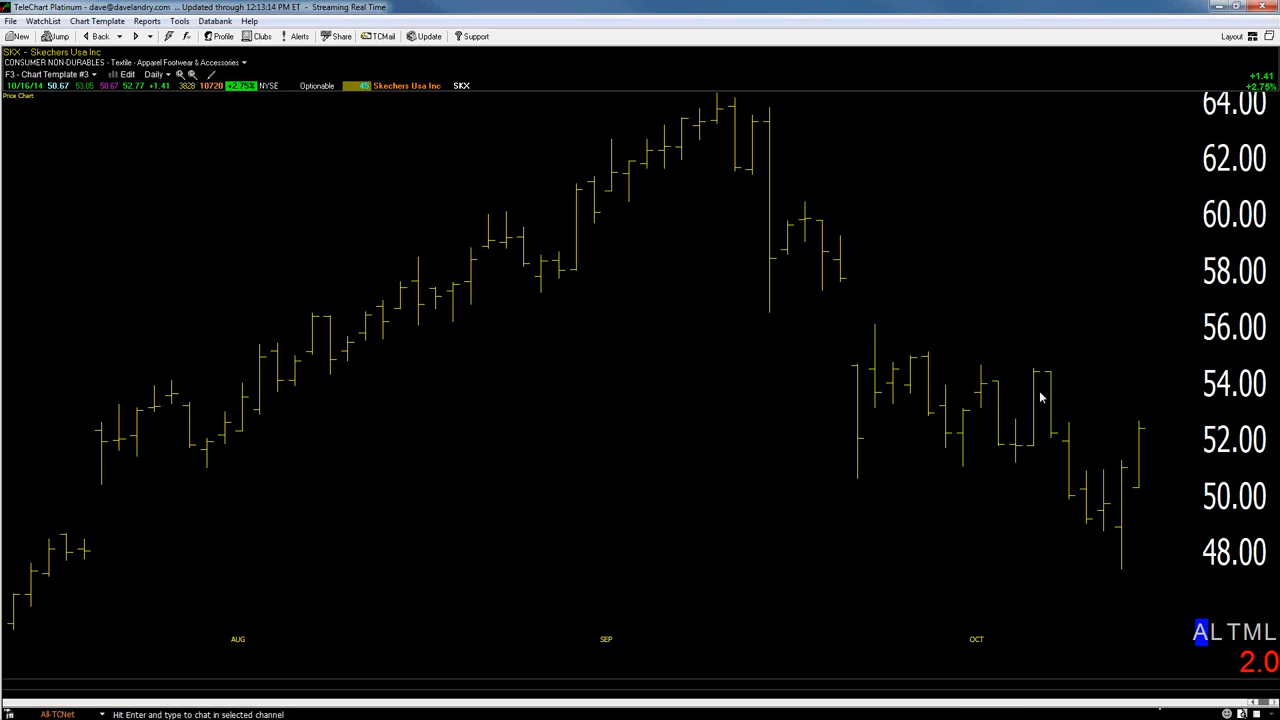 TeleChart Platinum - dave@davelandry.com ... Updated through 12:13:14 PM ET - Streaming Real Time
File WatchList Chart Template Reports Tools Databank Help
New Jump Back Profile Clubs Alerts Share TCMail Update Support Layout
SKX - Skechers Usa Inc
CONSUMER NON-DURABLES - Textile - Apparel Footwear & Accessories
F3 - Chart Template #3 Edit Daily
+1.41
10/16/14 50.67 53.05 50.67 52.77 +1.41 3828 10720 +2.75% NYSE Optionable 45 Skechers Usa Inc SKX
+2.75%
Price Chart
64.00
62.00
60.00
58.00
56.00
54.00
52.00
50.00
48.00
AUG SEP OCT
ALTML
2.0
All-TCNet Hit Enter and type to chat in selected channel